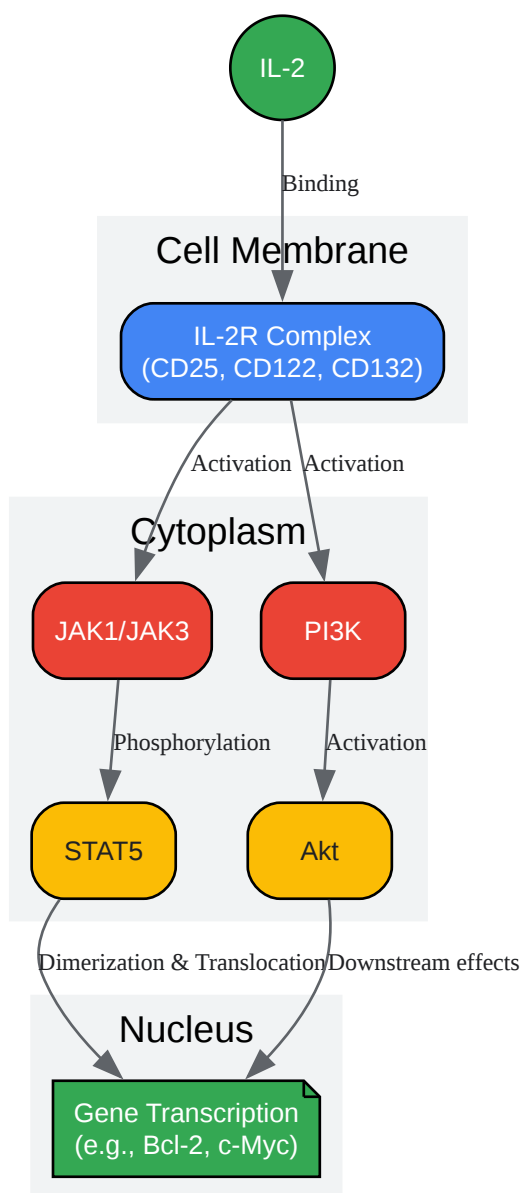 IL-2
Binding
Cell Membrane
IL-2R Complex
(CD25, CD122, CD132)
Activation
Activation
Cytoplasm
JAK1/JAK3
PI3K
Phosphorylation
Activation
STAT5
Akt
Dimerization & Translocation
Downstream effects
Nucleus
Gene Transcription
(e.g., Bcl-2, c-Myc)